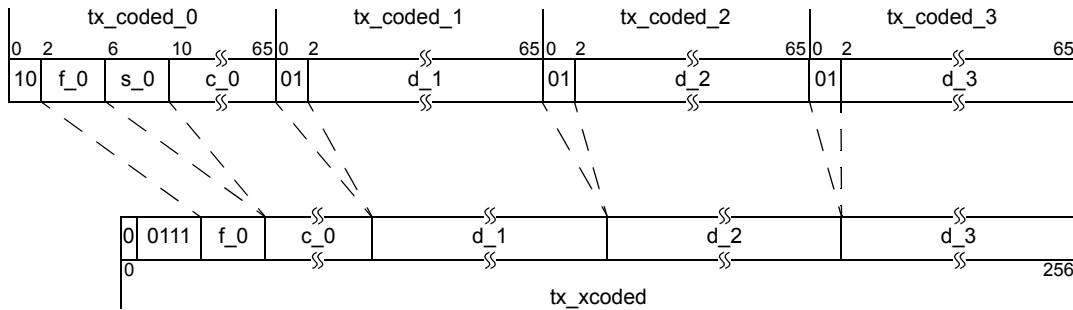 tx_coded_0 tx_coded_1 tx_coded_2 tx_coded_3
0 2 6 10 65 0 2 65 0 2 65 0 2 65
10 f_0 s_0 c_0 01 d_1 01 d_2 01 d_3
0 0111 f_0 c_0 d_1 d_2 d_3
0 256
tx_xcoded